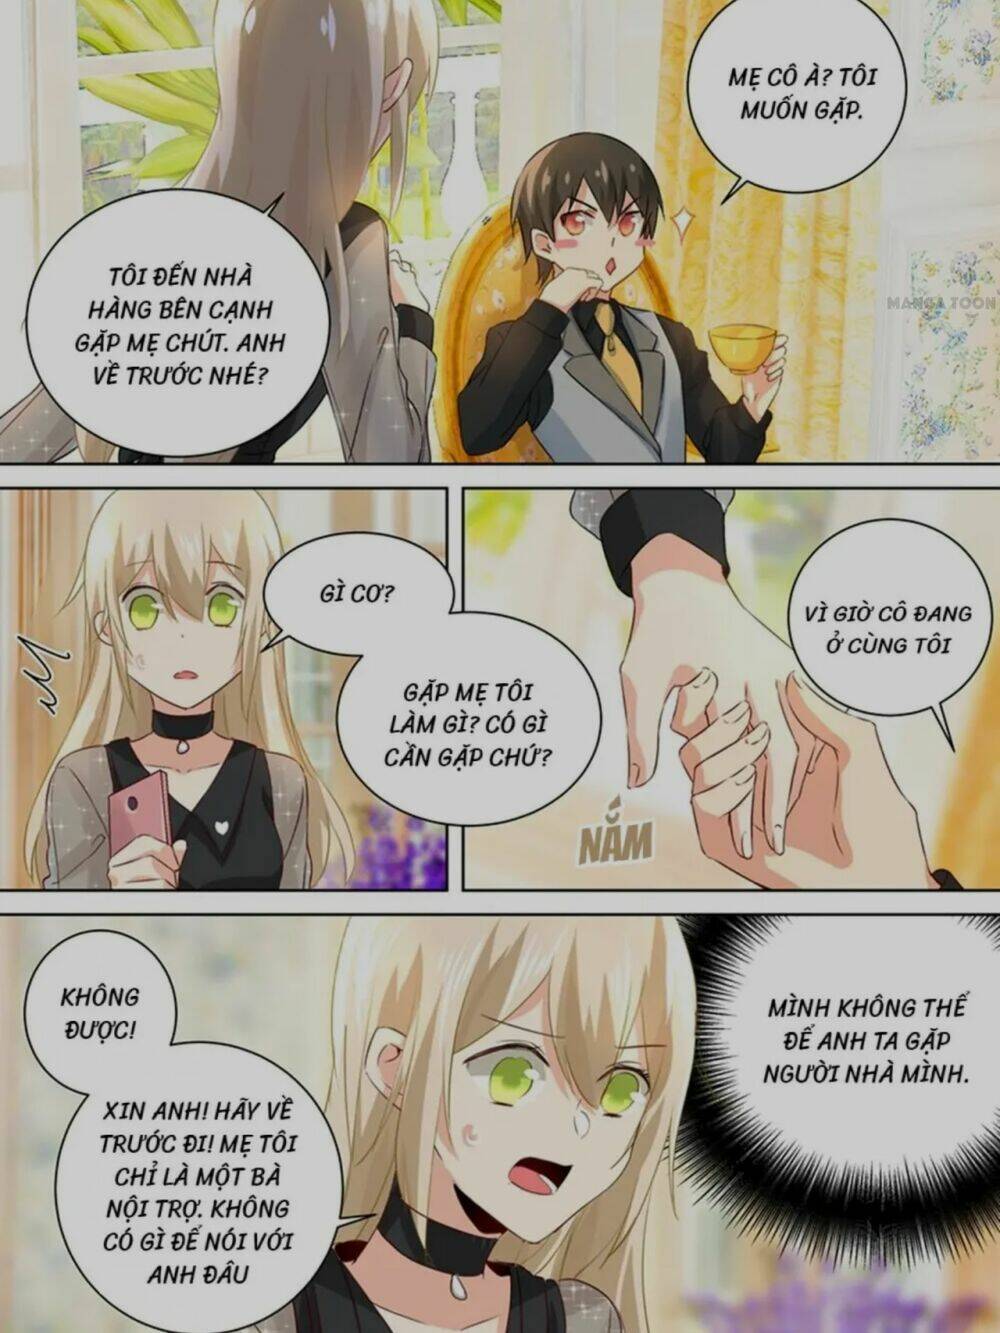 TÔI ĐẾN NHÀ
HÀNG BÊN CẠNH
GẶP MẸ CHÚT. ANH
VỀ TRƯỚC NHÉ?
MẸ CÔ À? TÔI
MUỐN GẶP.
MANGATOON
GÌ CƠ?
GẶP MẸ TÔI
LÀM GÌ? CÓ GÌ
CẦN GẶP CHỨ?
VÌ GIỜ CÔ ĐANG
Ở CÙNG TÔI
NẮM
KHÔNG
ĐƯỢC!
XIN ANH! HÃY VỀ
TRƯỚC ĐI! MẸ TÔI
CHỈ LÀ MỘT BÀ
NỘI TRỢ. KHÔNG
CÓ GÌ ĐỂ NÓI VỚI
ANH ĐÂU
MÌNH KHÔNG THỂ
ĐỂ ANH TA GẶP
NGƯỜI NHÀ MÌNH.